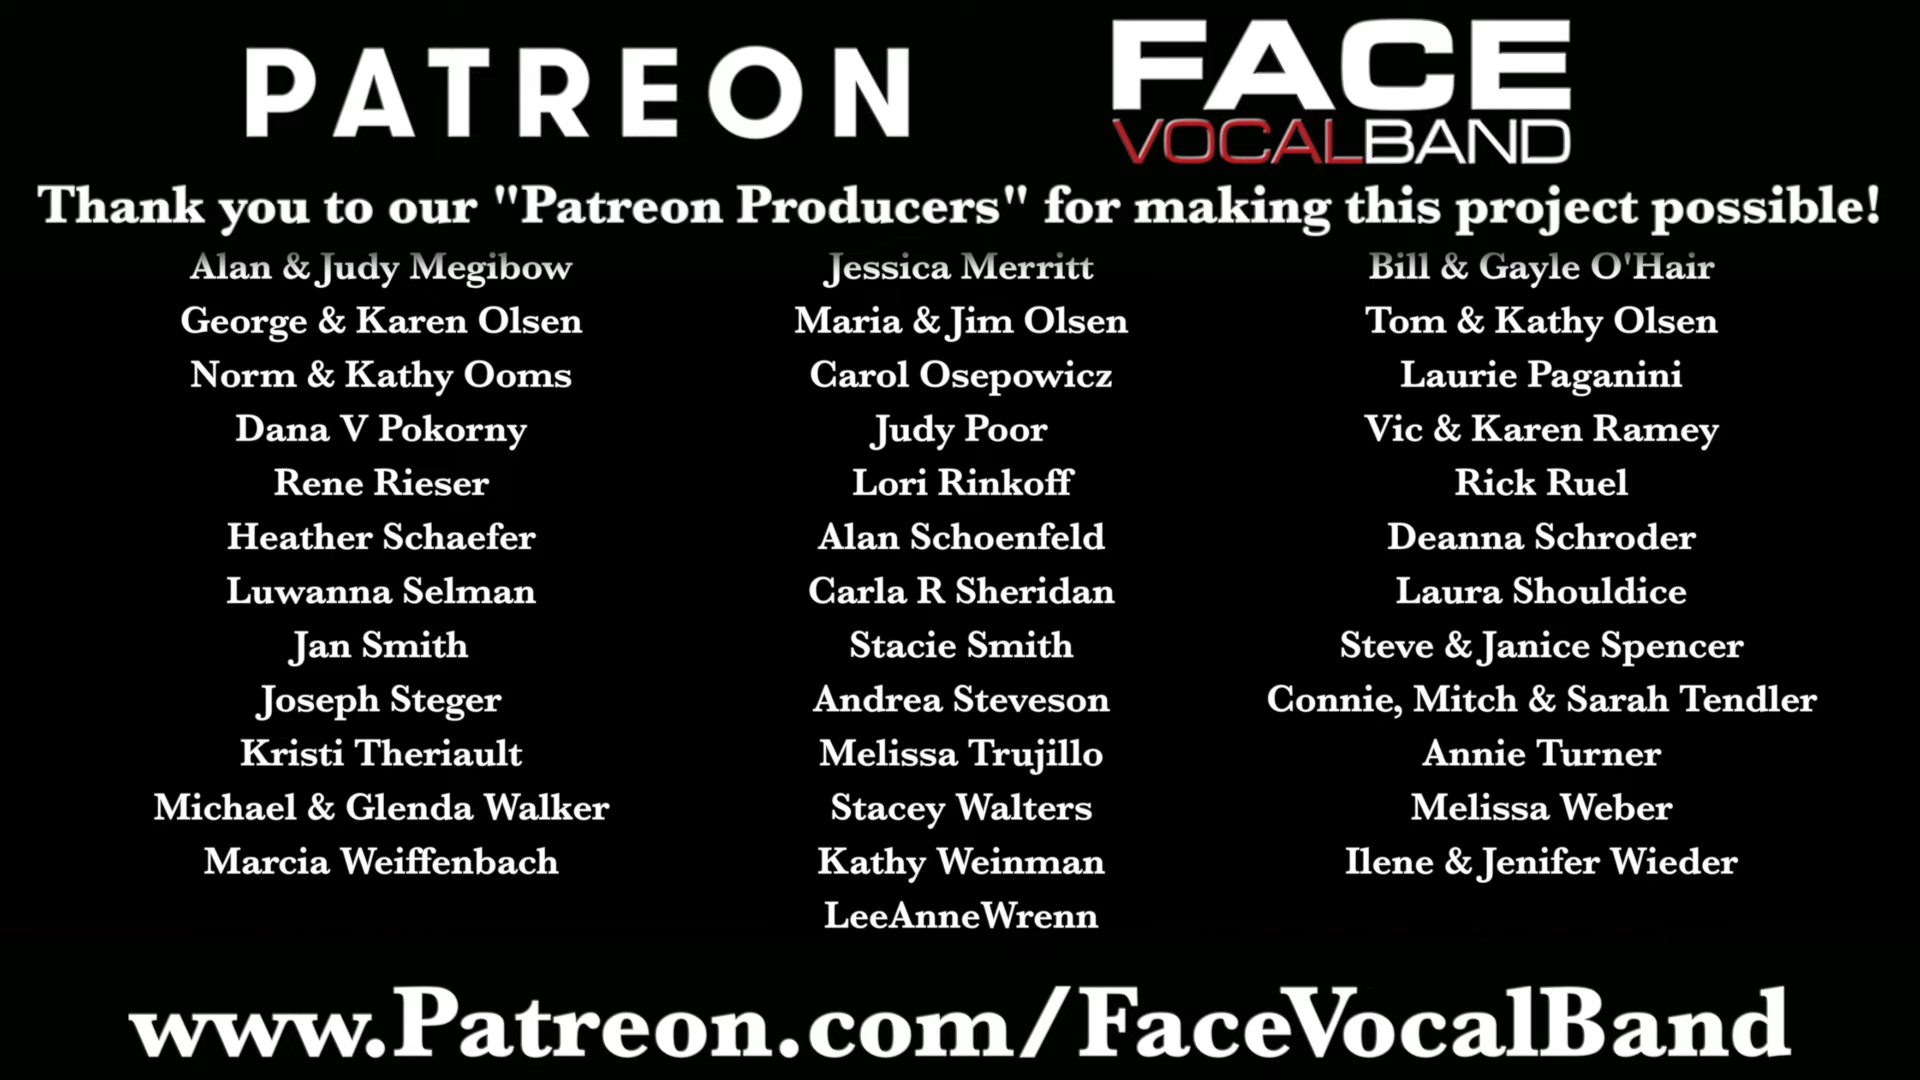 PATREON
FACE
VOCALBAND
Thank you to our "Patreon Producers" for making this project possible!
Alan & Judy Megibow Jessica Merritt Bill & Gayle O'Hair
George & Karen Olsen Maria & Jim Olsen Tom & Kathy Olsen
Norm & Kathy Ooms Carol Osepowicz Laurie Paganini
Dana V Pokorny Judy Poor Vic & Karen Ramey
Rene Rieser Lori Rinkoff Rick Ruel
Heather Schaefer Alan Schoenfeld Deanna Schroder
Luwanna Selman Carla R Sheridan Laura Shouldice
Jan Smith Stacie Smith Steve & Janice Spencer
Joseph Steger Andrea Steveson Connie, Mitch & Sarah Tendler
Kristi Theriault Melissa Trujillo Annie Turner
Michael & Glenda Walker Stacey Walters Melissa Weber
Marcia Weiffenbach Kathy Weinman Ilene & Jenifer Wieder
LeeAnneWrenn
www.Patreon.com/FaceVocalBand